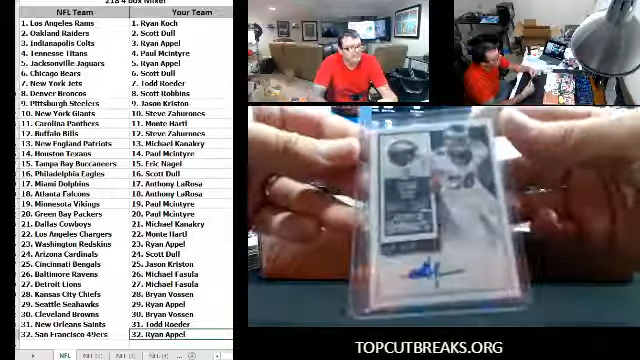 218 4 Box Mixer
NFL Team Your Team
1. Los Angeles Rams 1. Ryan Koch
2. Oakland Raiders 2. Scott Dull
3. Indianapolis Colts 3. Ryan Appel
4. Tennesse Titans 4. Paul Mcintyre
5. Jacksonville Jaguars 5. Ryan Appel
6. Chicago Bears 6. Scott Dull
7. New York Jets 7. Todd Roeder
8. Denver Broncos 8. Scott Robbins
9. Pittsburgh Steelers 9. Jason Kriston
10. New York Giants 10. Steve Zahurones
11. Carolina Panthers 11. Monte Hartl
12. Buffalo Bills 12. Steve Zahurones
13. New England Patriots 13. Michael Kanakry
14. Houston Texans 14. Paul Mcintyre
15. Tampa Bay Buccaneers 15. Eric Nagel
16. Philadelphia Eagles 16. Scott Dull
17. Miami Dolphins 17. Anthony LaRosa
18. Atlanta Falcons 18. Anthony LaRosa
19. Minnesota Vikings 19. Paul Mcintyre
20. Green Bay Packers 20. Paul Mcintyre
21. Dallas Cowboys 21. Michael Kanakry
22. Los Angeles Chargers 22. Monte Hartl
23. Washington Redskins 23. Ryan Appel
24. Arizona Cardinals 24. Scott Dull
25. Cincinnati Bengals 25. Jason Kriston
26. Baltimore Ravens 26. Michael Fasula
27. Detroit Lions 27. Michael Fasula
28. Kansas City Chiefs 28. Bryan Vossen
29. Seattle Seahawks 29. Ryan Appel
30. Cleveland Browns 30. Bryan Vossen
31. New Orleans Saints 31. Todd Roeder
32. San Francisco 49ers 32. Ryan Appel
NFL NFL (2) NFL (3) NFL (4)
TOPCUTBREAKS.ORG